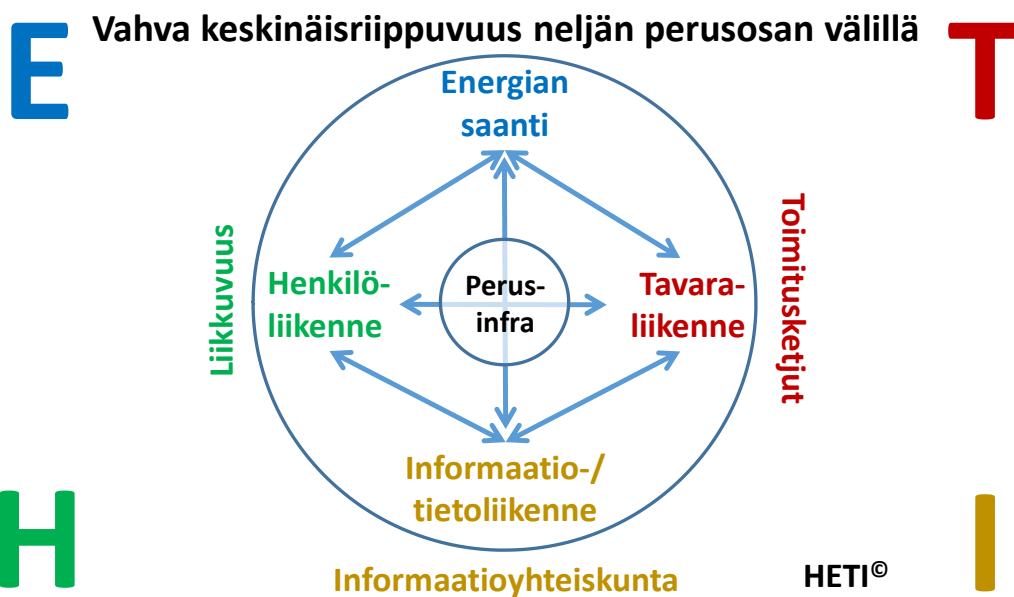 Vahva keskinäisriippuvuus neljän perusosan välillä
E
T
Energian
saanti
Liikkuvuus
Henkilö-
liikenne
Perus-
infra
Tavara-
liikenne
Toimitusketjut
Informaatio-/
tietoliikenne
H
I
Informaatioyhteiskunta
HETI©